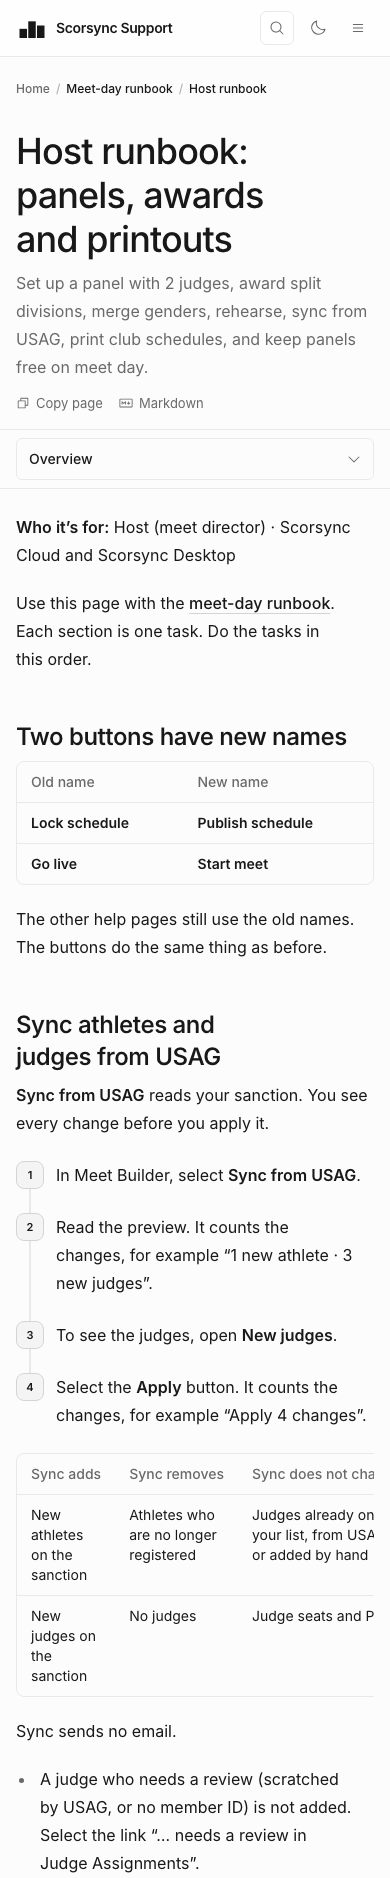 Scorsync Support
Home / Meet-day runbook / Host runbook
Host runbook:
panels, awards
and printouts
Set up a panel with 2 judges, award split
divisions, merge genders, rehearse, sync from
USAG, print club schedules, and keep panels
free on meet day.
Copy page Markdown
Overview
Who it’s for: Host (meet director) · Scorsync
Cloud and Scorsync Desktop
Use this page with the meet-day runbook.
Each section is one task. Do the tasks in
this order.
Two buttons have new names
Old name New name
Lock schedule Publish schedule
Go live Start meet
The other help pages still use the old names.
The buttons do the same thing as before.
Sync athletes and
judges from USAG
Sync from USAG reads your sanction. You see
every change before you apply it.
1 In Meet Builder, select Sync from USAG.
2 Read the preview. It counts the
changes, for example “1 new athlete · 3
new judges”.
3 To see the judges, open New judges.
4 Select the Apply button. It counts the
changes, for example “Apply 4 changes”.
Sync adds Sync removes Sync does not cha
New Athletes who Judges already on
athletes are no longer your list, from USA
on the registered or added by hand
sanction
New No judges Judge seats and P
judges on
the
sanction
Sync sends no email.
• A judge who needs a review (scratched
by USAG, or no member ID) is not added.
Select the link “… needs a review in
Judge Assignments”.